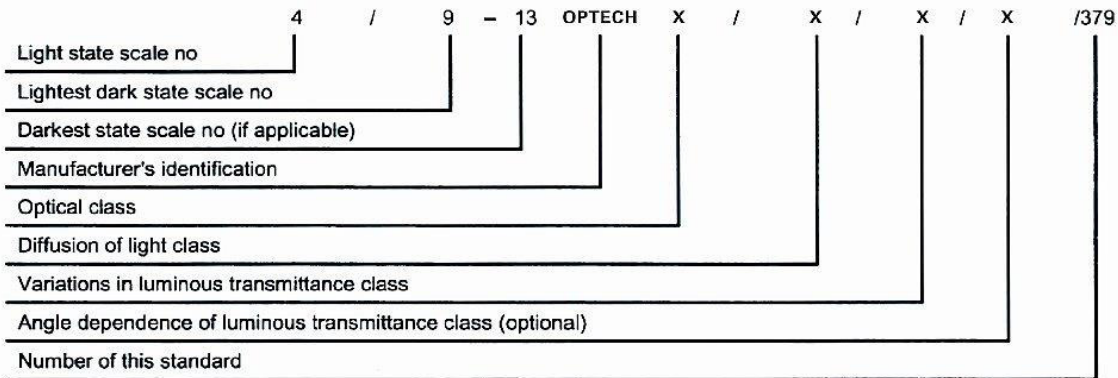 4 / 9 – 13 OPTECH X / X / X / X /379
Light state scale no
Lightest dark state scale no
Darkest state scale no (if applicable)
Manufacturer's identification
Optical class
Diffusion of light class
Variations in luminous transmittance class
Angle dependence of luminous transmittance class (optional)
Number of this standard